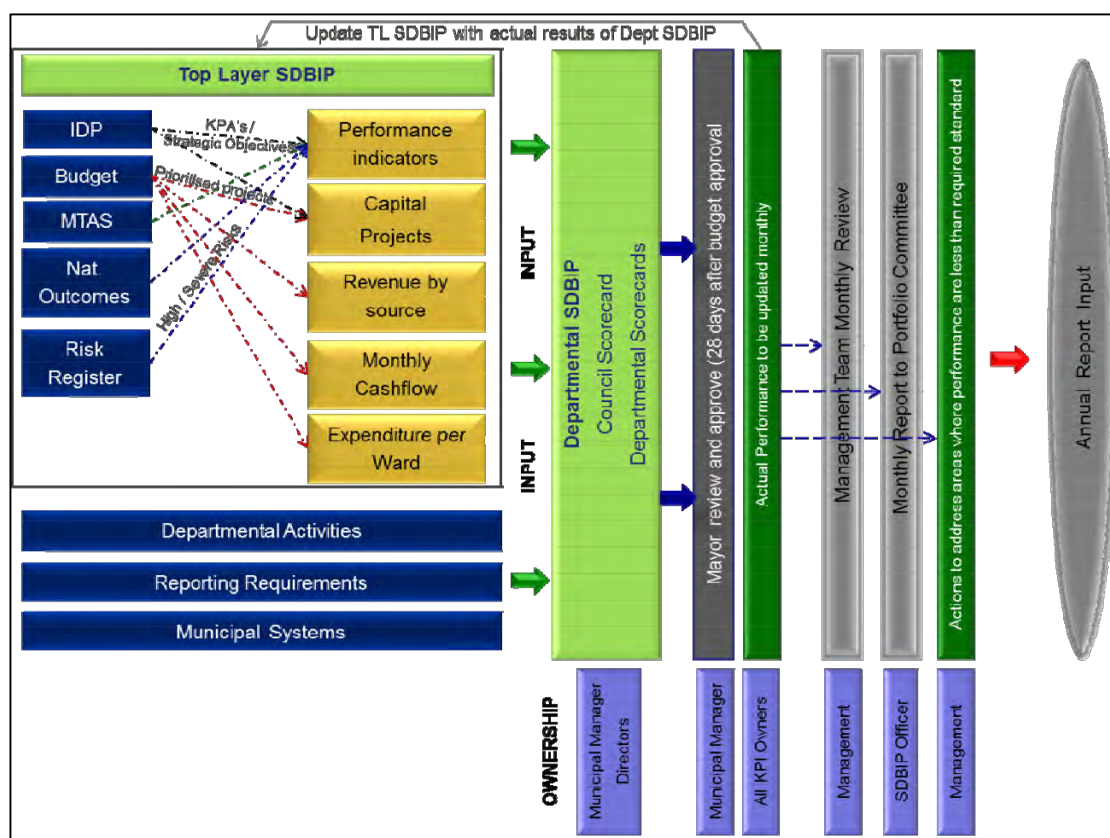 Update TL SDBIP with actual results of Dept SDBIP
Top Layer SDBIP
IDP
Budget
MTAS
Nat.
Outcomes
Risk
Register
KPA's /
Strategic Objectives
Prioritised projects
High / Severe Risks
Performance
indicators
Capital
Projects
Revenue by
source
Monthly
Cashflow
Expenditure per
Ward
Departmental Activities
Reporting Requirements
Municipal Systems
INPUT
INPUT
Departmental SDBIP
Council Scorecard
Departmental Scorecards
Mayor review and approve (28 days after budget approval
Actual Performance to be updated monthly
Management Team Monthly Review
Monthly Report to Portfolio Committee
Actions to address areas where performance are less than required standard
Annual Report Input
OWNERSHIP
Municipal Manager
Directors
Municipal Manager
All KPI Owners
Management
SDBIP Officer
Management